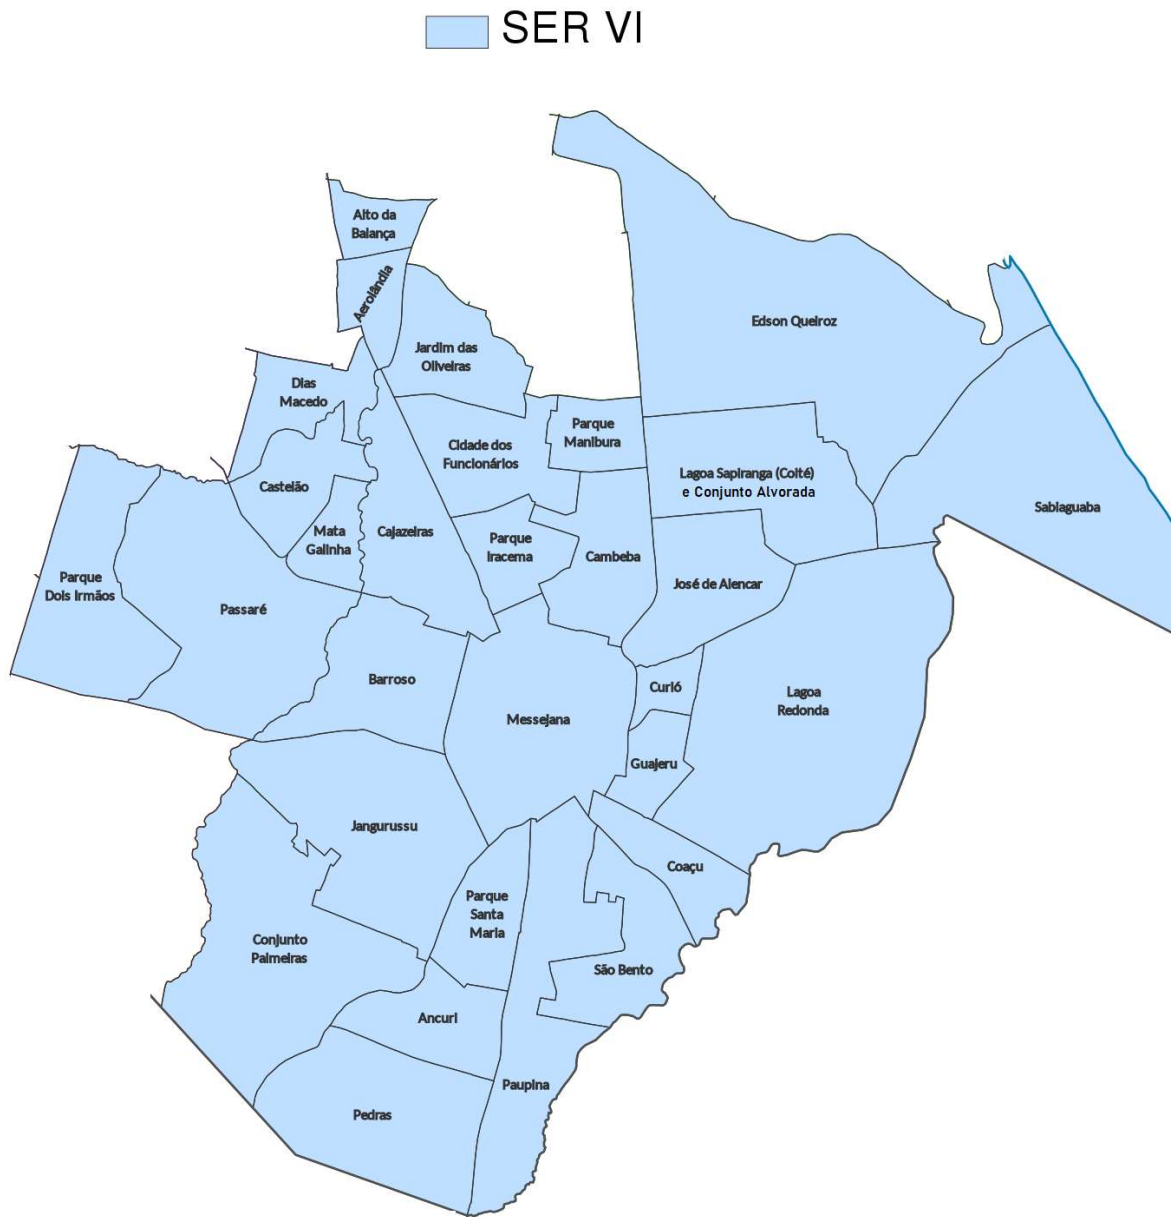 SER VI
Alto da
Balança
Aerolândia
Edson Queiroz
Jardim das
Oliveiras
Dias
Macedo
Parque
Manibura
Cidade dos
Funcionários
Lagoa Sapiranga (Coité)
e Conjunto Alvorada
Castelão
Sabiaguaba
Mata
Galinha
Cajazeiras
Parque
Iracema
Cambeba
José de Alencar
Parque
Dois Irmãos
Passaré
Barroso
Curió
Lagoa
Redonda
Messejana
Guajeru
Jangurussu
Coaçu
Parque
Santa
Maria
Conjunto
Palmeiras
São Bento
Ancuri
Paupina
Pedras